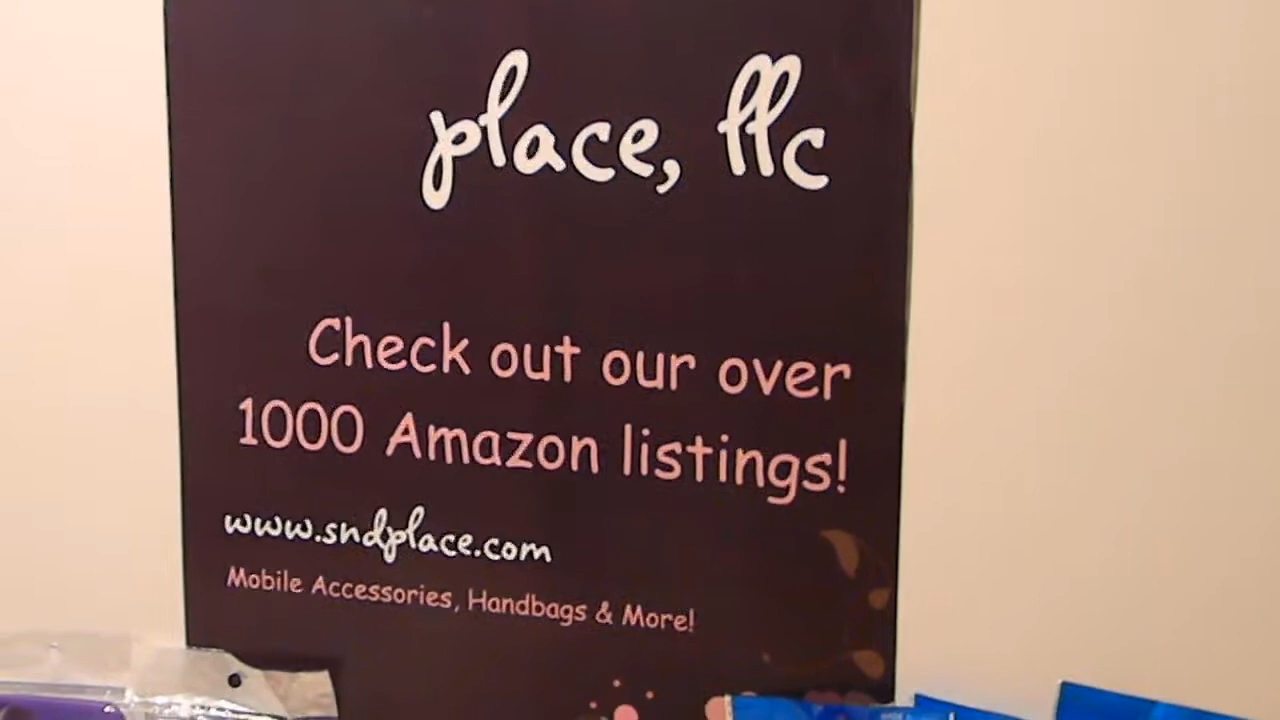 place, llc
Check out our over
1000 Amazon listings!
www.sndplace.com
Mobile Accessories, Handbags & More!